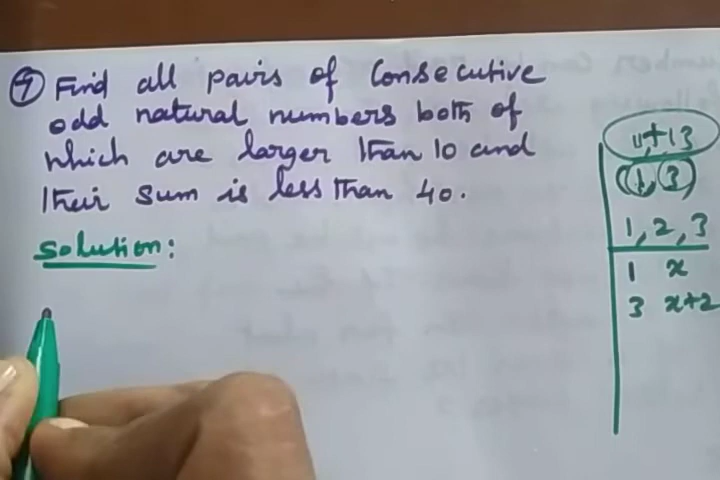 9 Find all pairs of Consecutive
odd natural numbers both of
which are larger than 10 and
their sum is less than 40.
Solution:
11+13
(1, 3)
1, 2, 3
1 x
3 x+2